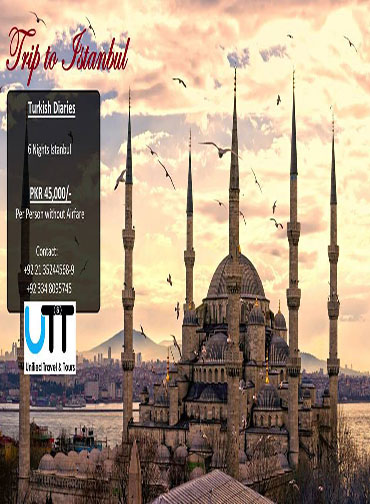 Trip to Istanbul
Turkish Diaries
6 Nights Istanbul
PKR 45,000/-
Per Person without Airfare
Contact:
+92 21 35244568-9
+92 334 8035745
UTT
Unified Travel & Tours